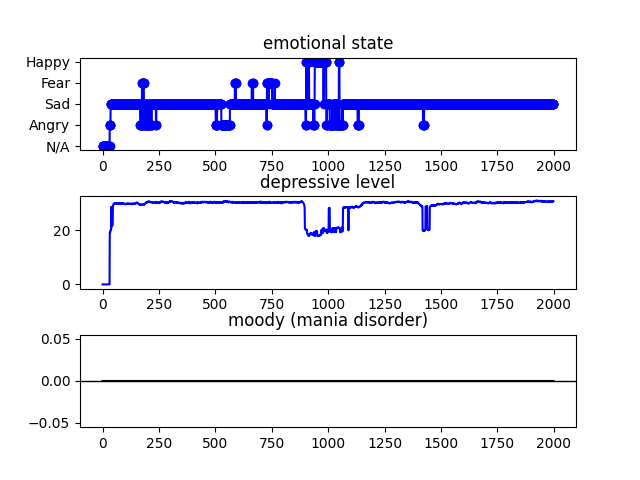 emotional state
Happy
Fear
Sad
Angry
N/A
0 250 500 750 1000 1250 1500 1750 2000
depressive level
20
0
0 250 500 750 1000 1250 1500 1750 2000
moody (mania disorder)
0.05
0.00
−0.05
0 250 500 750 1000 1250 1500 1750 2000